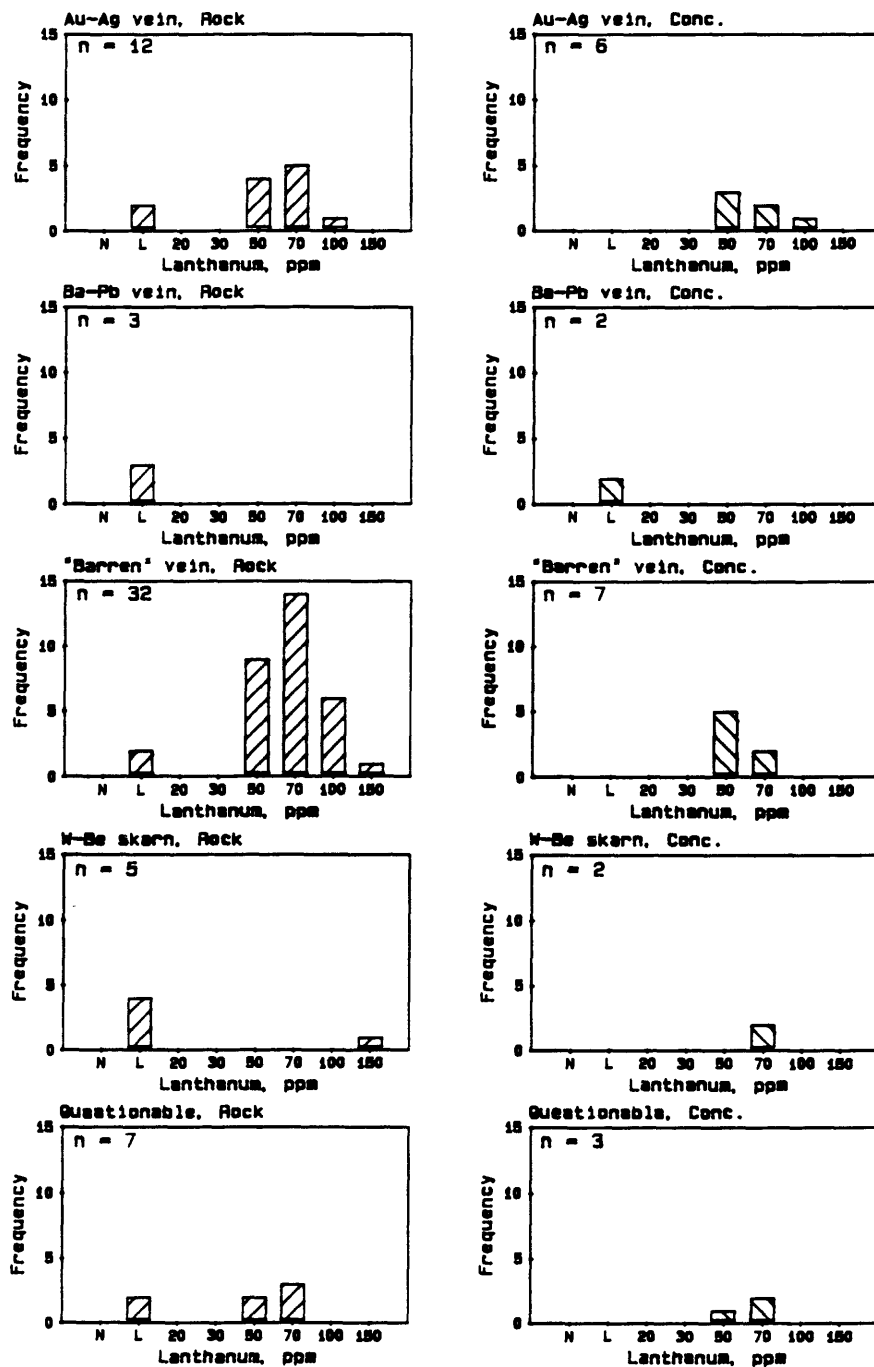 Au-Ag vein, Rock
n = 12
15
10
5
0
Frequency
N L 20 30 50 70 100 150
Lanthanum, ppm
Au-Ag vein, Conc.
n = 6
15
10
5
0
Frequency
N L 20 30 50 70 100 150
Lanthanum, ppm
Ba-Pb vein, Rock
n = 3
15
10
5
0
Frequency
N L 20 30 50 70 100 150
Lanthanum, ppm
Ba-Pb vein, Conc.
n = 2
15
10
5
0
Frequency
N L 20 30 50 70 100 150
Lanthanum, ppm
"Barren" vein, Rock
n = 32
15
10
5
0
Frequency
N L 20 30 50 70 100 150
Lanthanum, ppm
"Barren" vein, Conc.
n = 7
15
10
5
0
Frequency
N L 20 30 50 70 100 150
Lanthanum, ppm
W-Be skarn, Rock
n = 5
15
10
5
0
Frequency
N L 20 30 50 70 100 150
Lanthanum, ppm
W-Be skarn, Conc.
n = 2
15
10
5
0
Frequency
N L 20 30 50 70 100 150
Lanthanum, ppm
Questionable, Rock
n = 7
15
10
5
0
Frequency
N L 20 30 50 70 100 150
Lanthanum, ppm
Questionable, Conc.
n = 3
15
10
5
0
Frequency
N L 20 30 50 70 100 150
Lanthanum, ppm